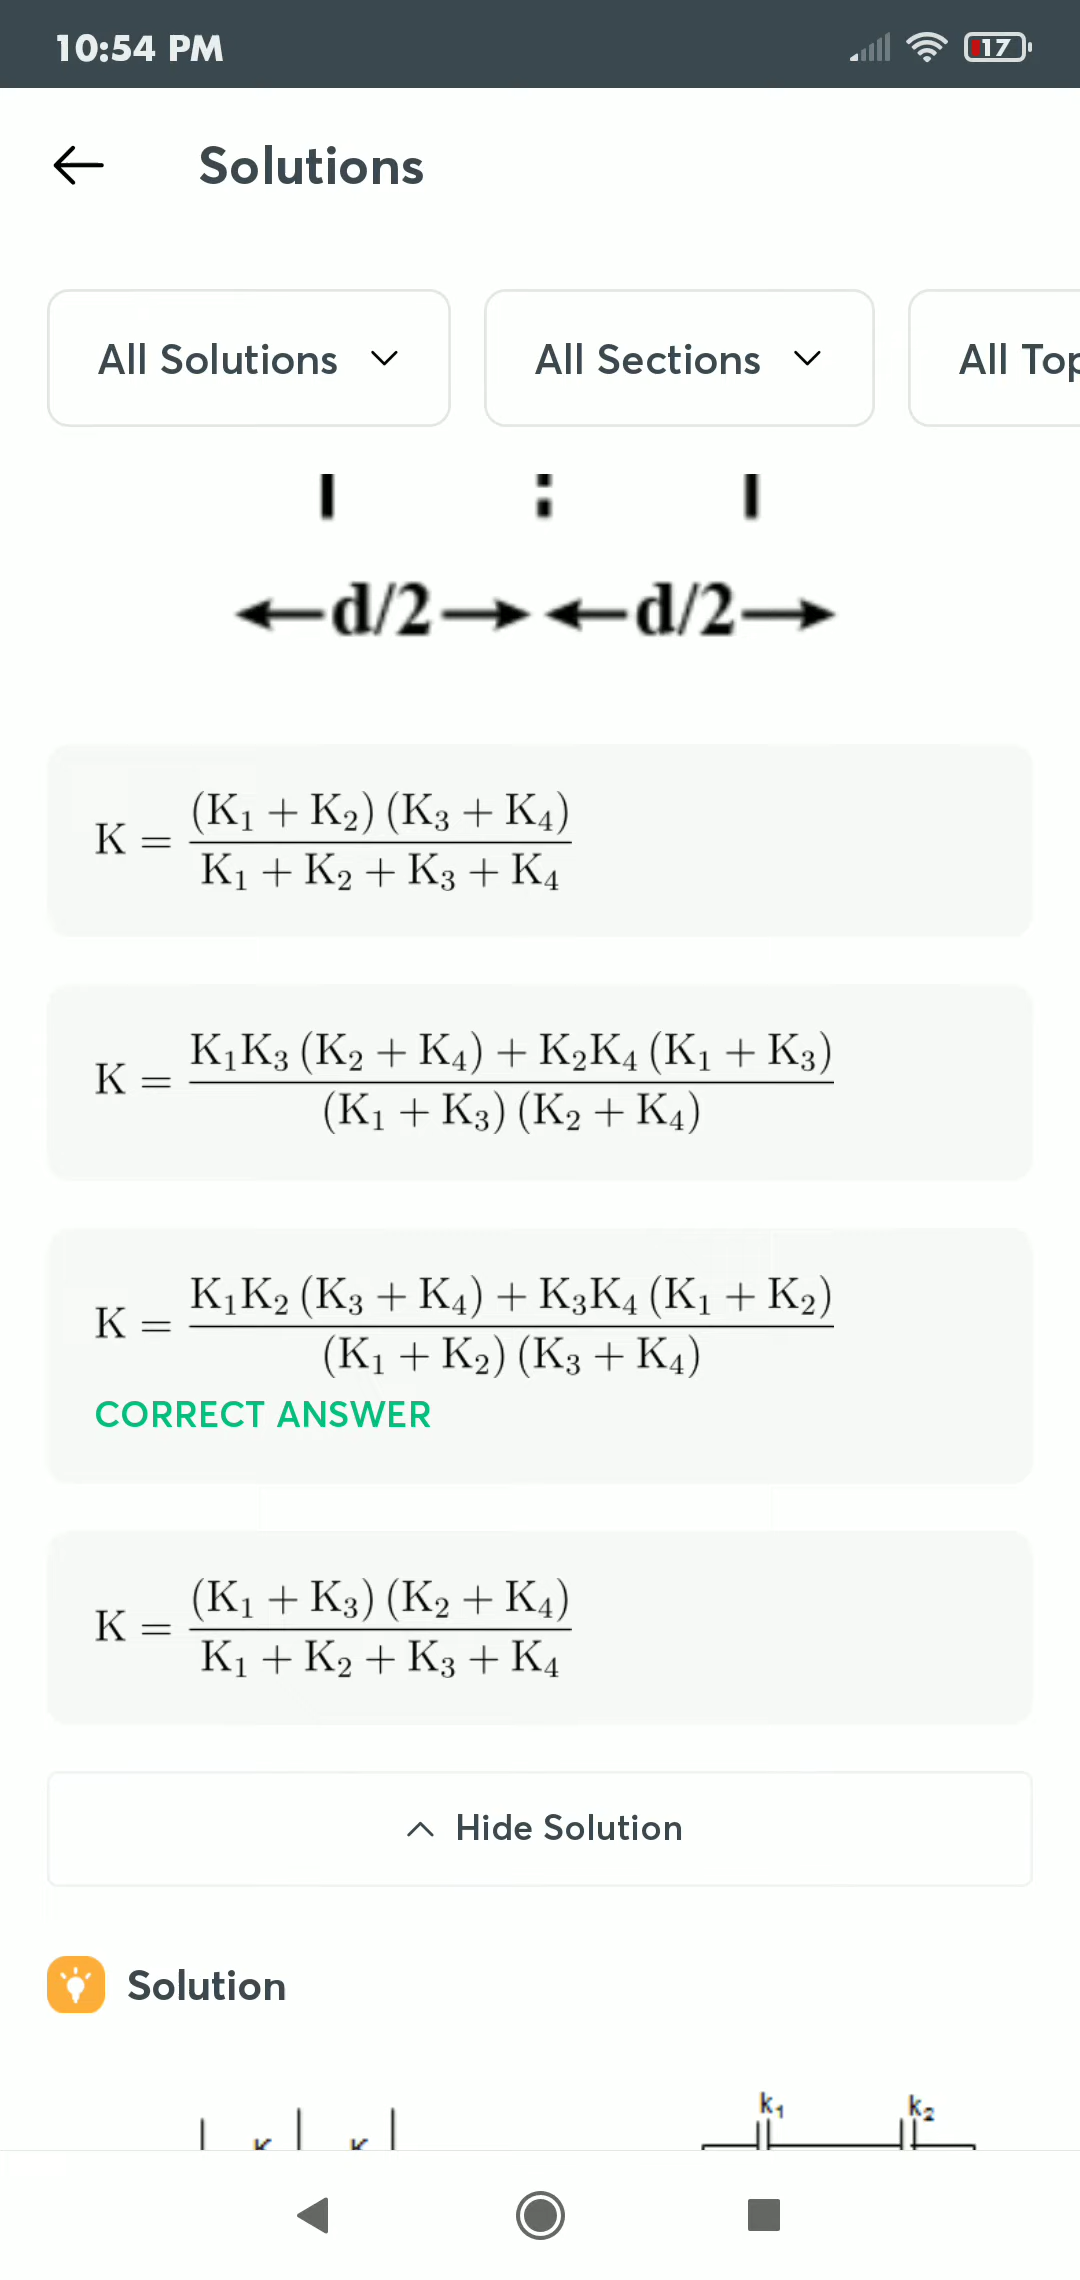 10:54 PM
17
Solutions
All Solutions
All Sections
All Top
←d/2→←d/2→
K = (K₁ + K₂) (K₃ + K₄) / K₁ + K₂ + K₃ + K₄
K = K₁K₃ (K₂ + K₄) + K₂K₄ (K₁ + K₃) / (K₁ + K₃) (K₂ + K₄)
K = K₁K₂ (K₃ + K₄) + K₃K₄ (K₁ + K₂) / (K₁ + K₂) (K₃ + K₄)
CORRECT ANSWER
K = (K₁ + K₃) (K₂ + K₄) / K₁ + K₂ + K₃ + K₄
Hide Solution
Solution
k₁ k₂